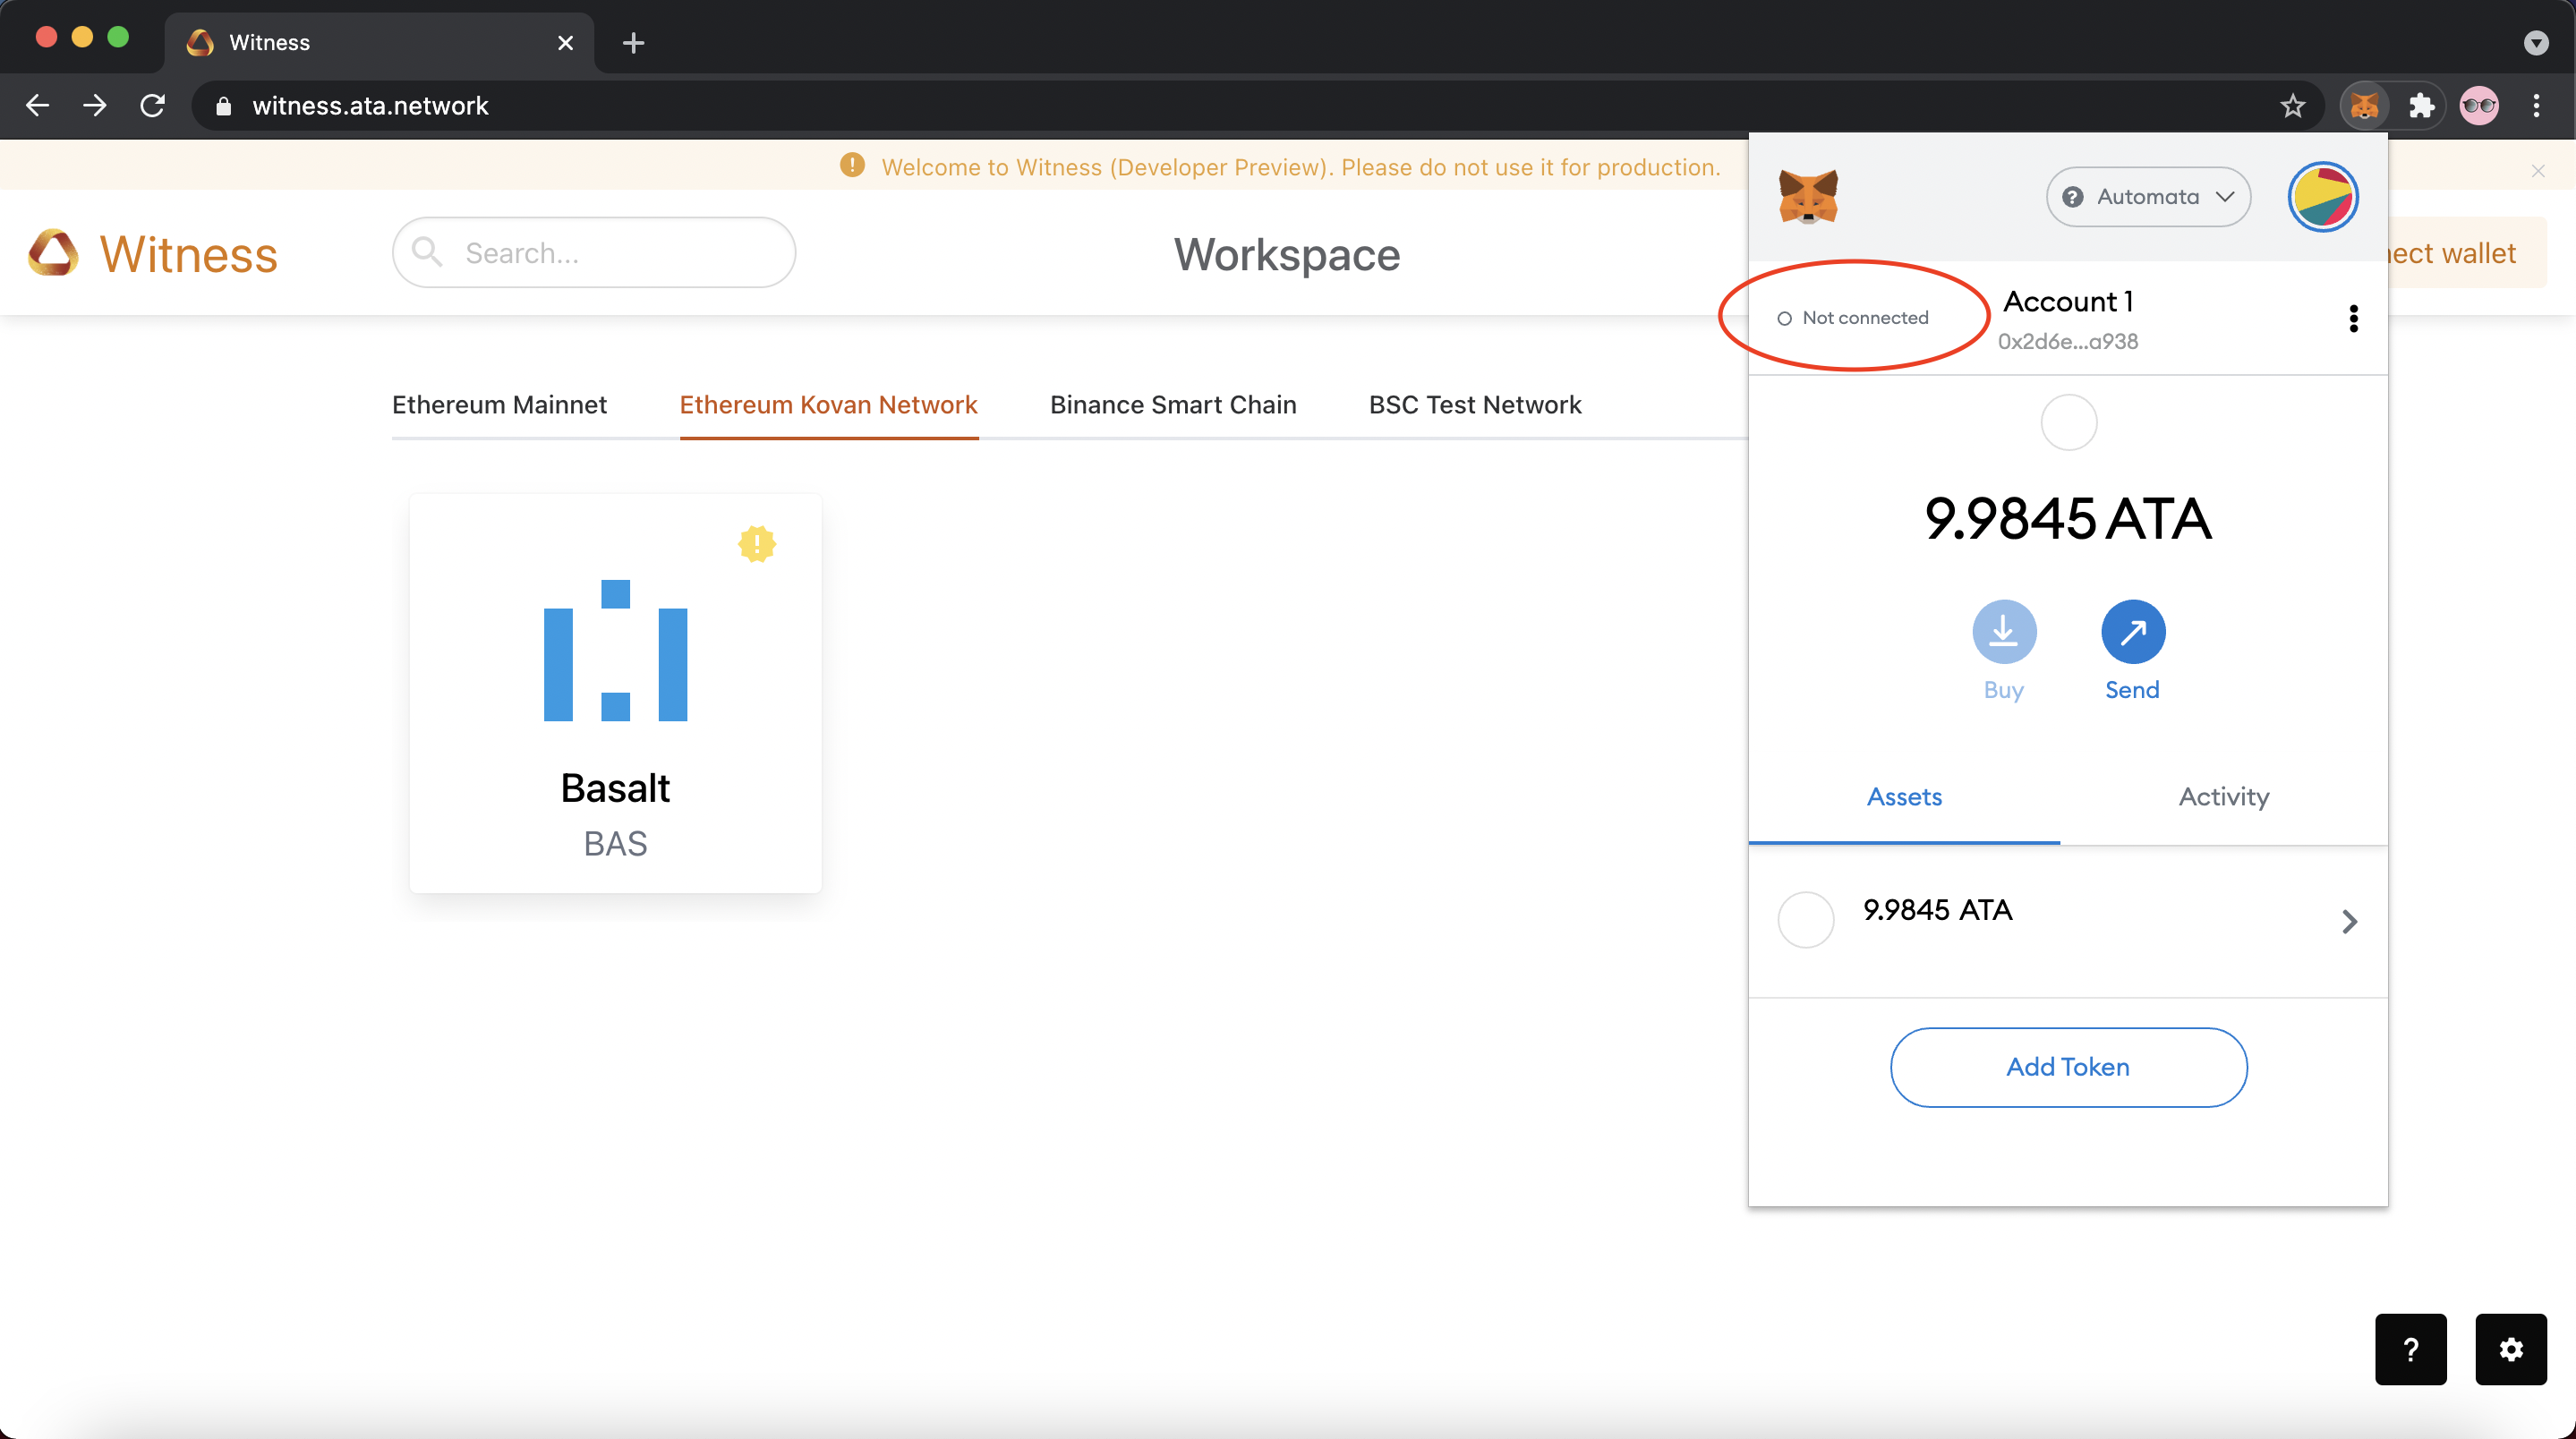 Witness
witness.ata.network
Welcome to Witness (Developer Preview). Please do not use it for production.
Witness
Search...
Workspace
nect wallet
Automata
Not connected
Account 1
0x2d6e...a938
Ethereum Mainnet
Ethereum Kovan Network
Binance Smart Chain
BSC Test Network
9.9845 ATA
Buy
Send
Basalt
BAS
Assets
Activity
9.9845 ATA
Add Token
?